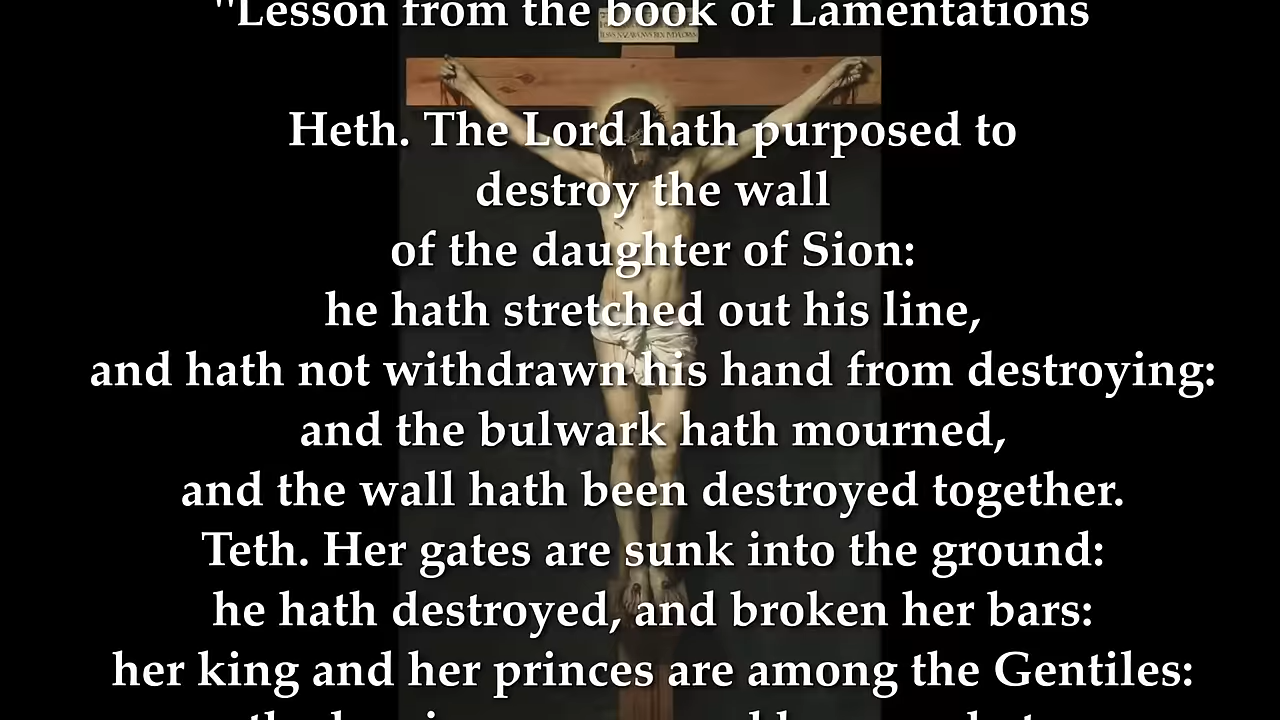 "Lesson from the book of Lamentations
Heth. The Lord hath purposed to
destroy the wall
of the daughter of Sion:
he hath stretched out his line,
and hath not withdrawn his hand from destroying:
and the bulwark hath mourned,
and the wall hath been destroyed together.
Teth. Her gates are sunk into the ground:
he hath destroyed, and broken her bars:
her king and her princes are among the Gentiles: